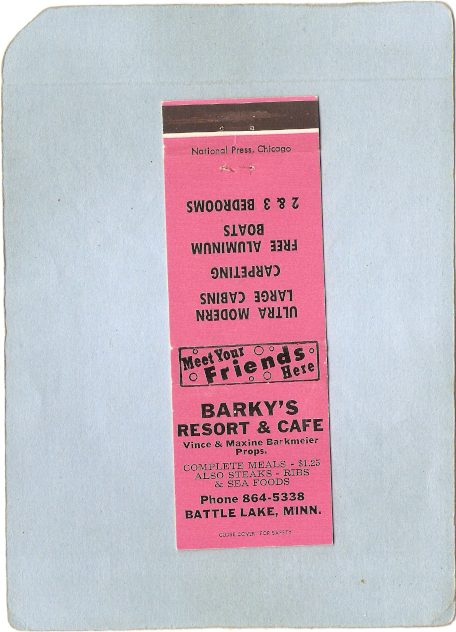 National Press, Chicago
ULTRA MODERN
LARGE CABINS
CARPETING
FREE ALUMINUM
BOATS
2 & 3 BEDROOMS
Meet Your
Friends
Here
BARKY'S
RESORT & CAFE
Vince & Maxine Barkmeier
Props.
COMPLETE MEALS - $1.25
ALSO STEAKS - RIBS
& SEA FOODS
Phone 864-5338
BATTLE LAKE, MINN.
CLOSE COVER FOR SAFETY